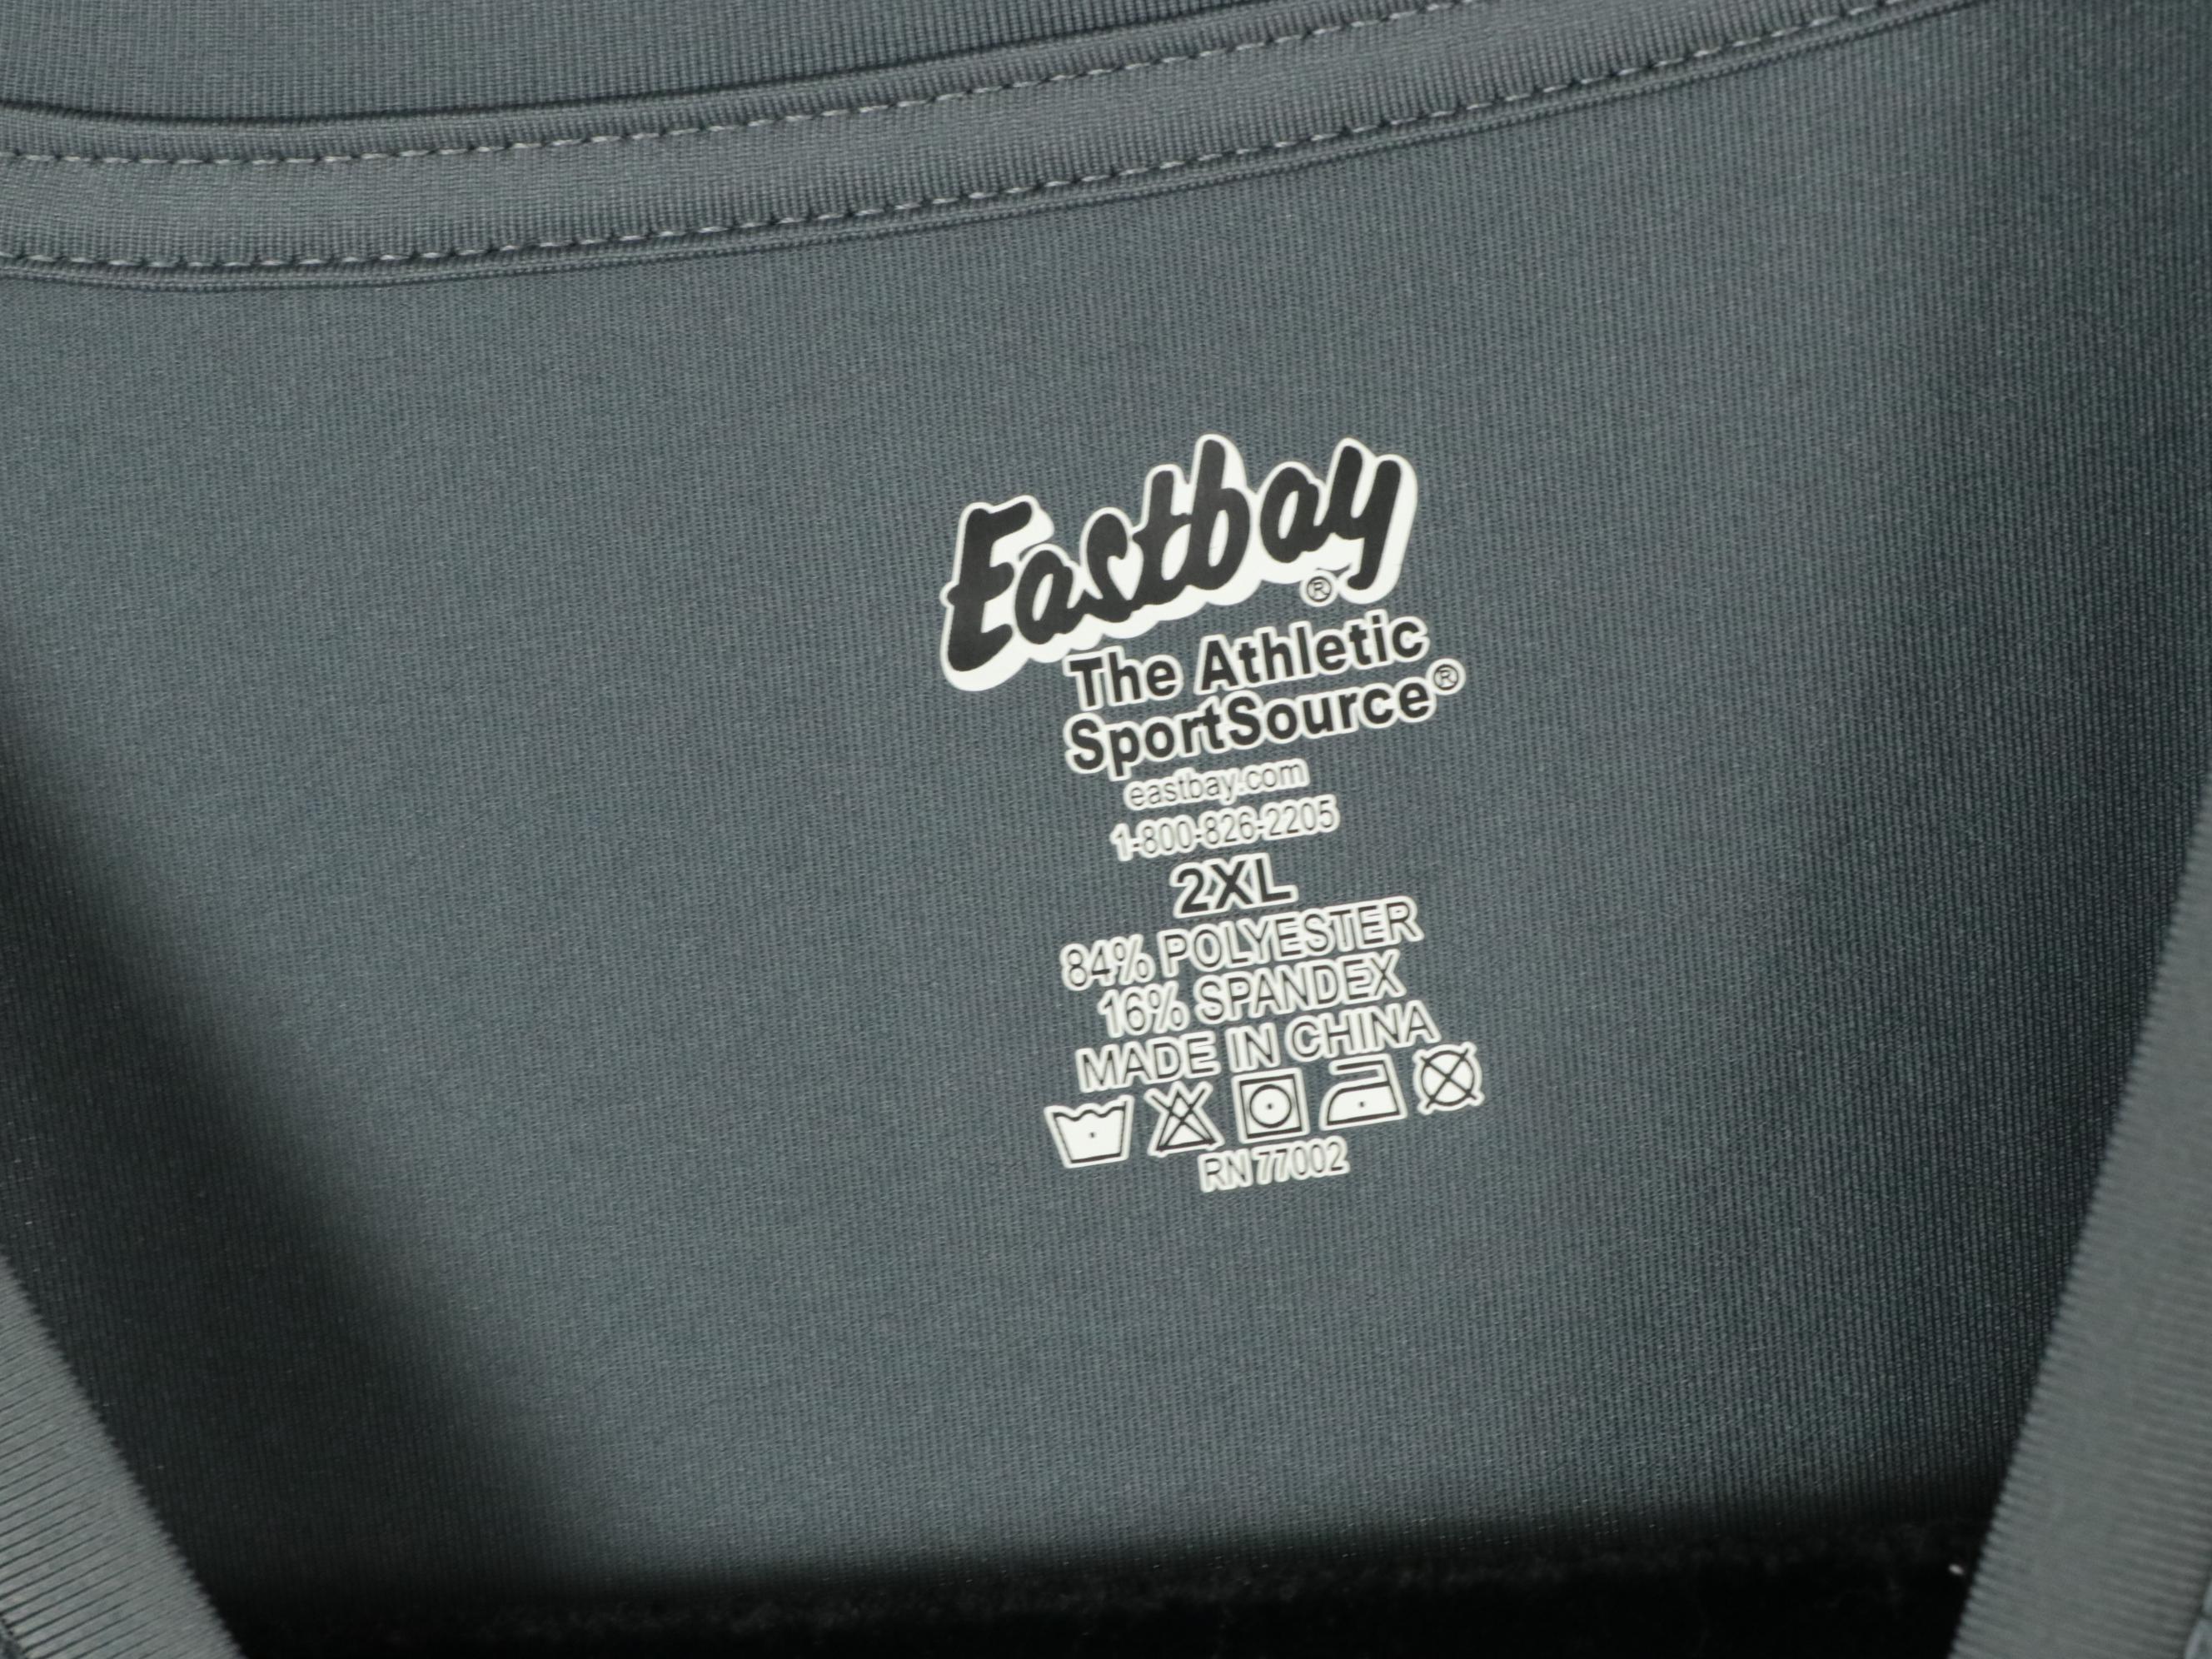 Eastbay®
The Athletic
SportSource®
eastbay.com
1-800-826-2205
2XL
84% POLYESTER
16% SPANDEX
MADE IN CHINA
RN 77002